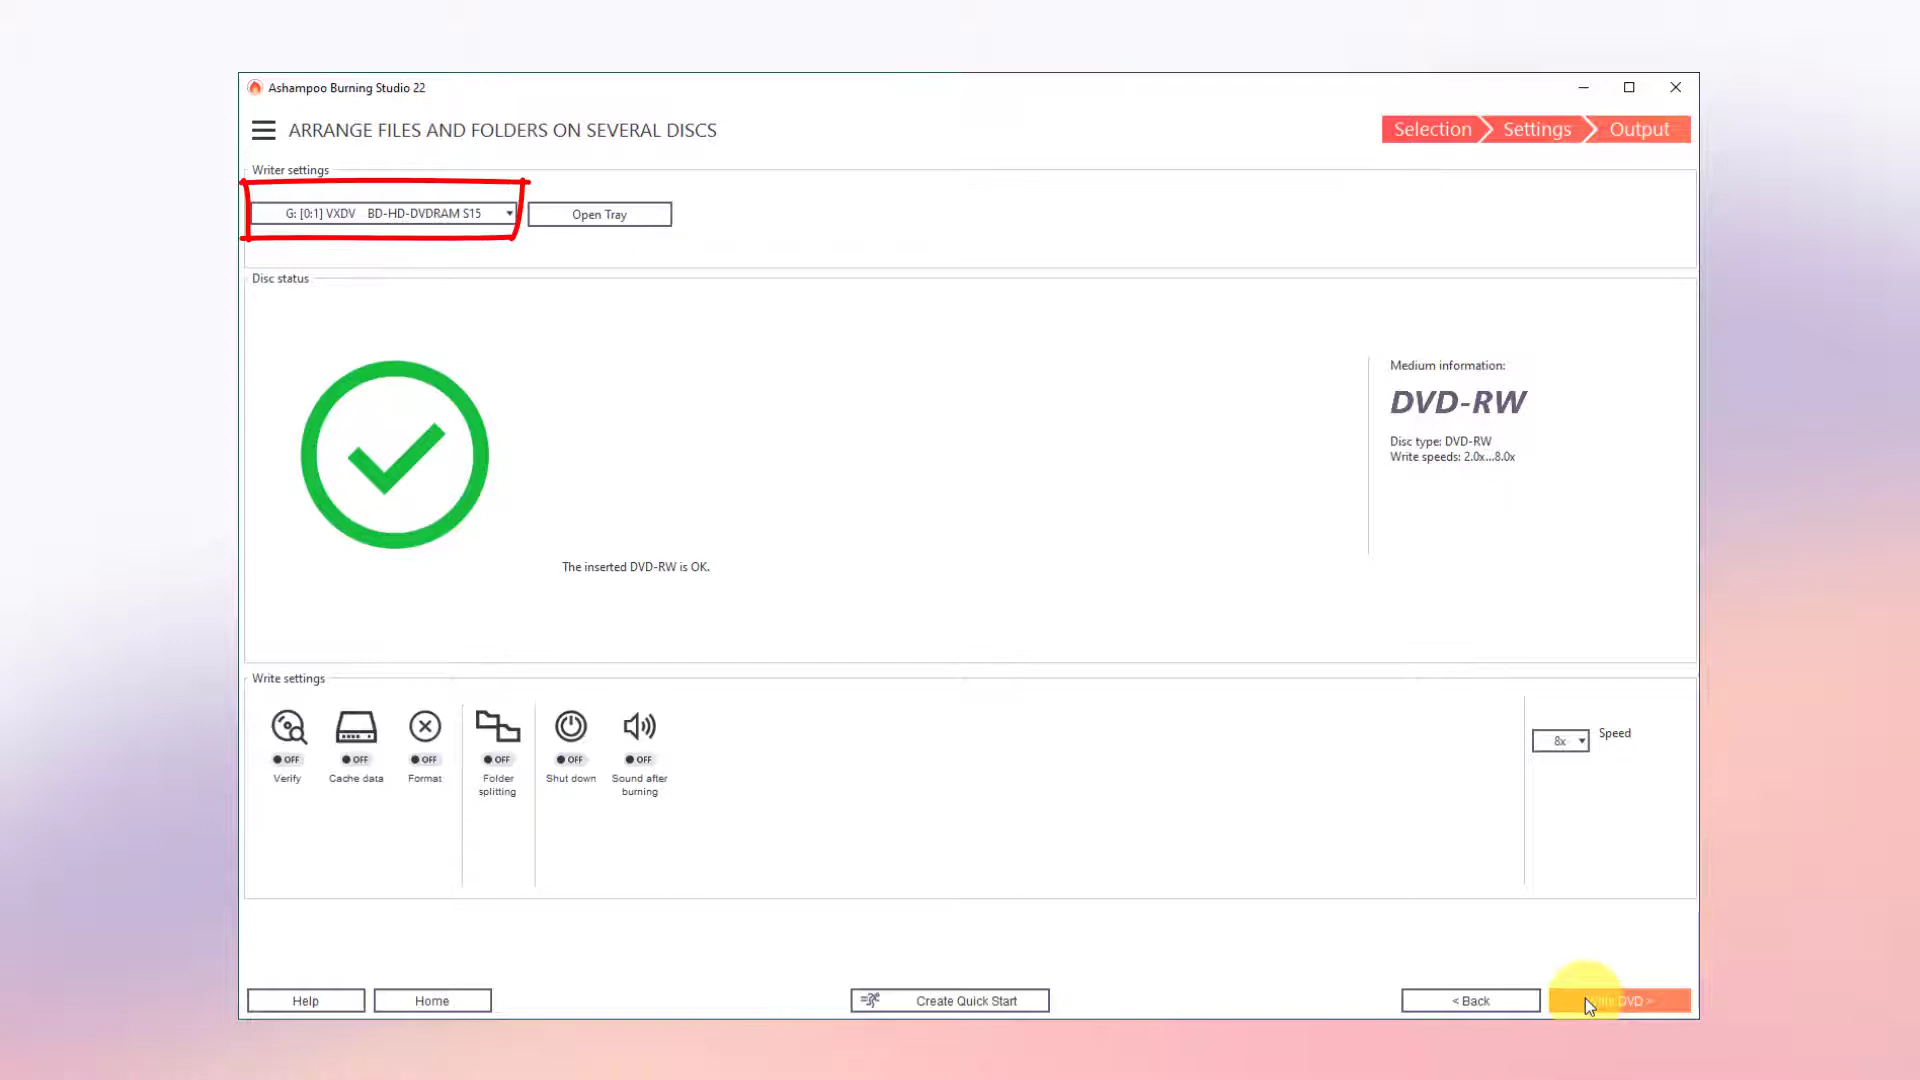 Ashampoo Burning Studio 22
ARRANGE FILES AND FOLDERS ON SEVERAL DISCS
Selection
Settings
Output
Writer settings
G: [0:1] VXDV BD-HD-DVDRAM S15
Open Tray
Disc status
Medium information:
DVD-RW
Disc type: DVD-RW
Write speeds: 2.0x...8.0x
The inserted DVD-RW is OK.
Write settings
OFF
OFF
OFF
OFF
OFF
OFF
Verify
Cache data
Format
Folder
splitting
Shut down
Sound after
burning
8x
Speed
Help
Home
Create Quick Start
< Back
DVD >